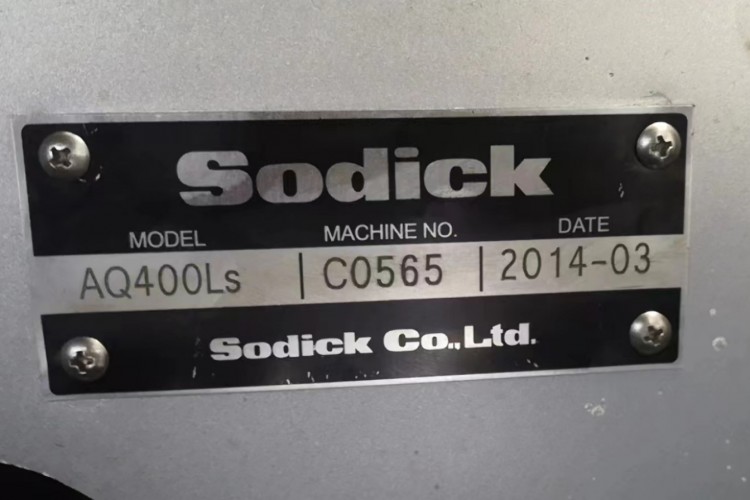 Sodick
MODEL MACHINE NO. DATE
AQ400Ls C0565 2014-03
Sodick Co.,Ltd.